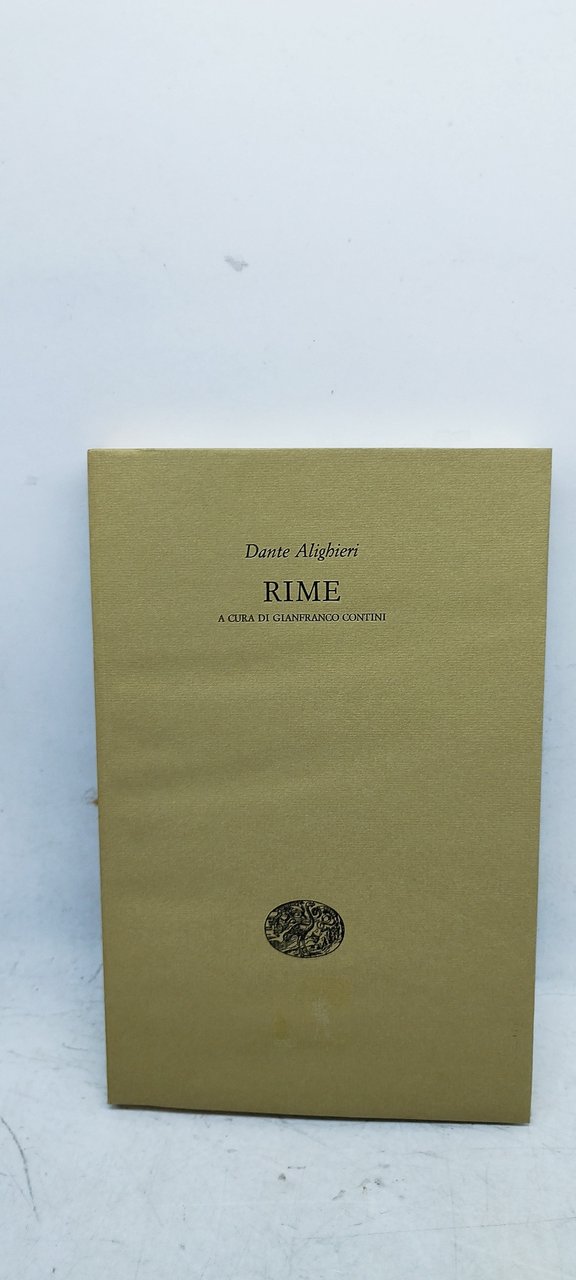 Dante Alighieri
RIME
A CURA DI GIANFRANCO CONTINI